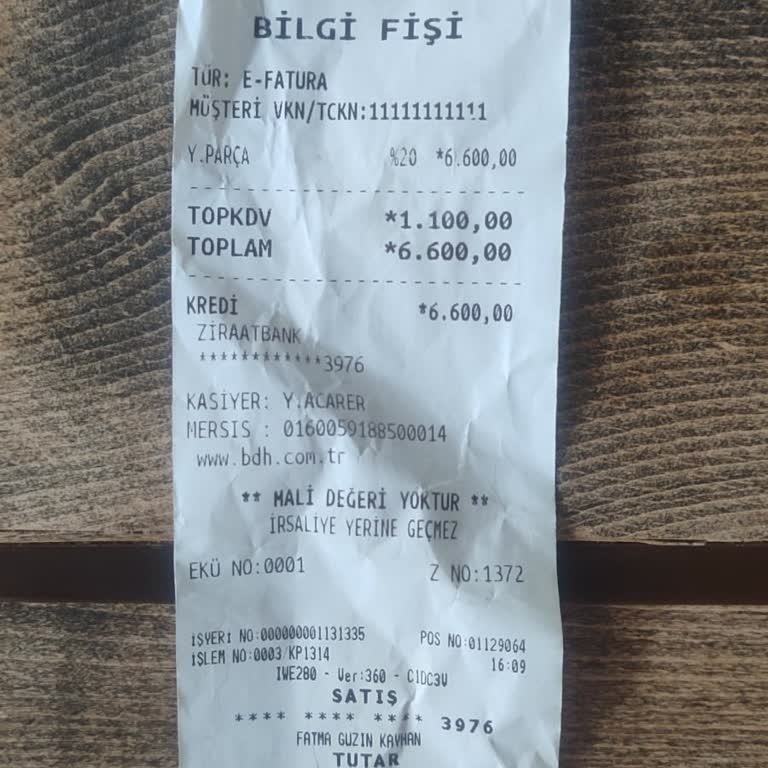 BİLGİ FİŞİ
TÜR: E-FATURA
MÜŞTERİ VKN/TCKN:11111111111
Y.PARÇA %20 *6.600,00
TOPKDV *1.100,00
TOPLAM *6.600,00
KREDİ *6.600,00
ZİRAATBANK
************3976
KASİYER: Y.ACARER
MERSIS : 0160059188500014
www.bdh.com.tr
** MALİ DEĞERİ YOKTUR **
İRSALİYE YERİNE GEÇMEZ
EKÜ NO:0001 Z NO:1372
İŞYERİ NO:000000001131335 POS NO:01129064
İŞLEM NO:0003/KP1314 16:09
IWE280 - Ver:360 - C1DC3V
SATIŞ
**** **** **** 3976
FATMA GUZIN KAYHAN
TUTAR